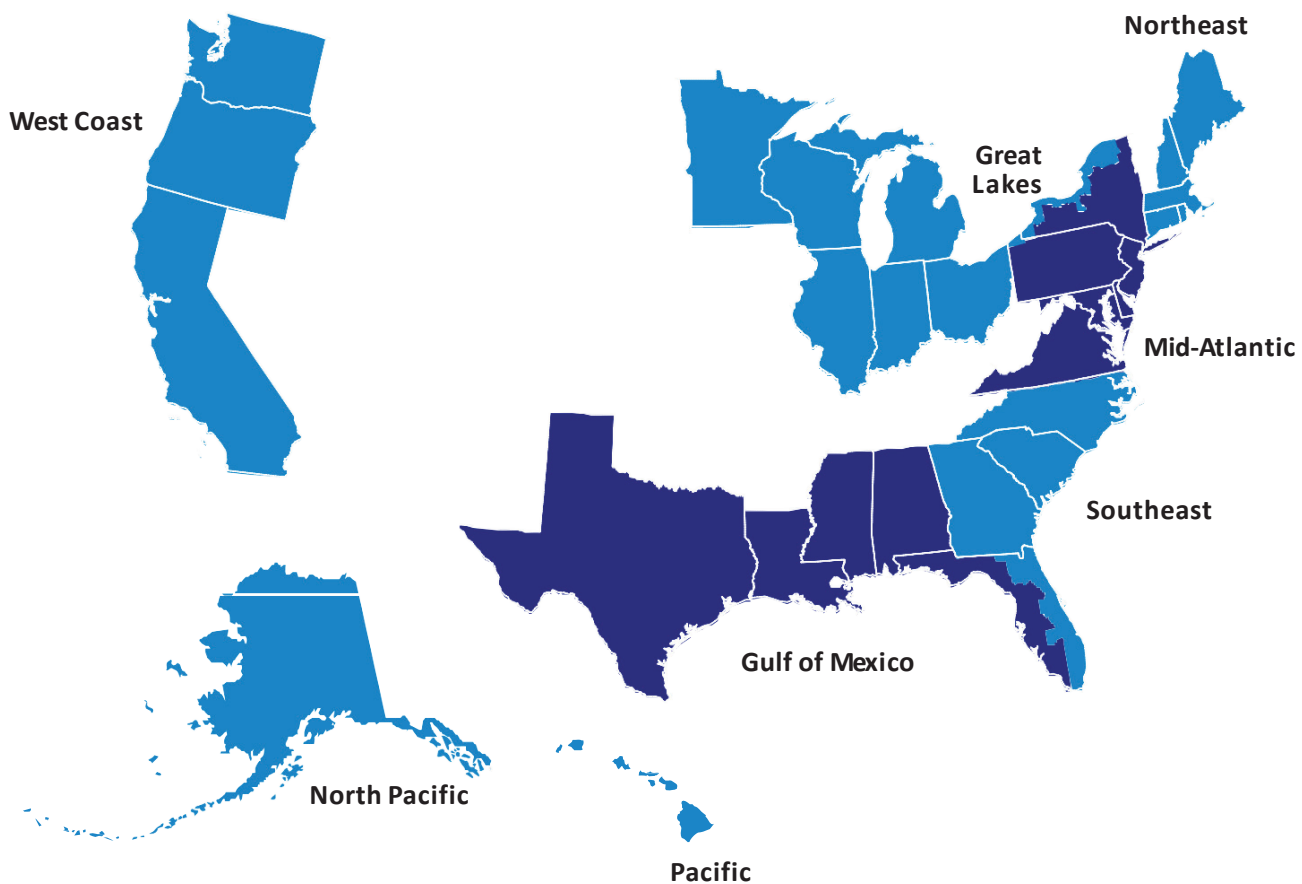 Northeast
West Coast
Great
Lakes
Mid-Atlantic
Southeast
Gulf of Mexico
North Pacific
Pacific